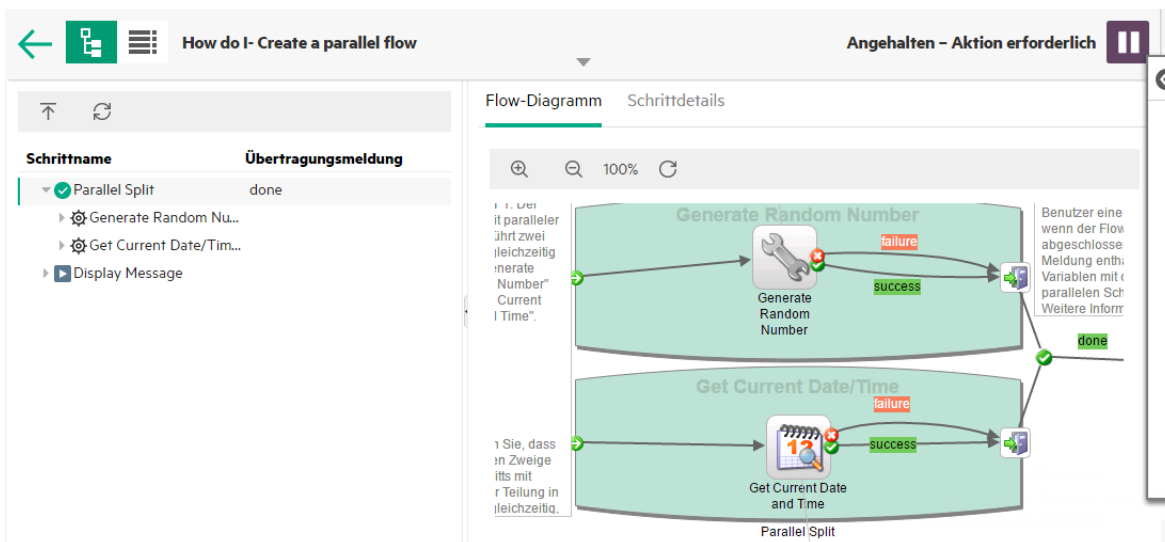 How do I- Create a parallel flow
Angehalten – Aktion erforderlich
Schrittname Übertragungsmeldung
Parallel Split done
Generate Random Nu...
Get Current Date/Tim...
Display Message
Flow-Diagramm Schrittdetails
100%
Der
it paralleler
ührt zwei
gleichzeitig
enerate
Number"
Current
Time".
Generate Random Number
failure
success
Generate
Random
Number
Benutzer eine
wenn der Flow
abgeschlosse
Meldung enth
Variablen mit
parallelen Sch
Weitere Inform
done
Get Current Date/Time
failure
success
Get Current Date
and Time
Parallel Split
n Sie, dass
en Zweige
itts mit
r Teilung in
gleichzeitig.